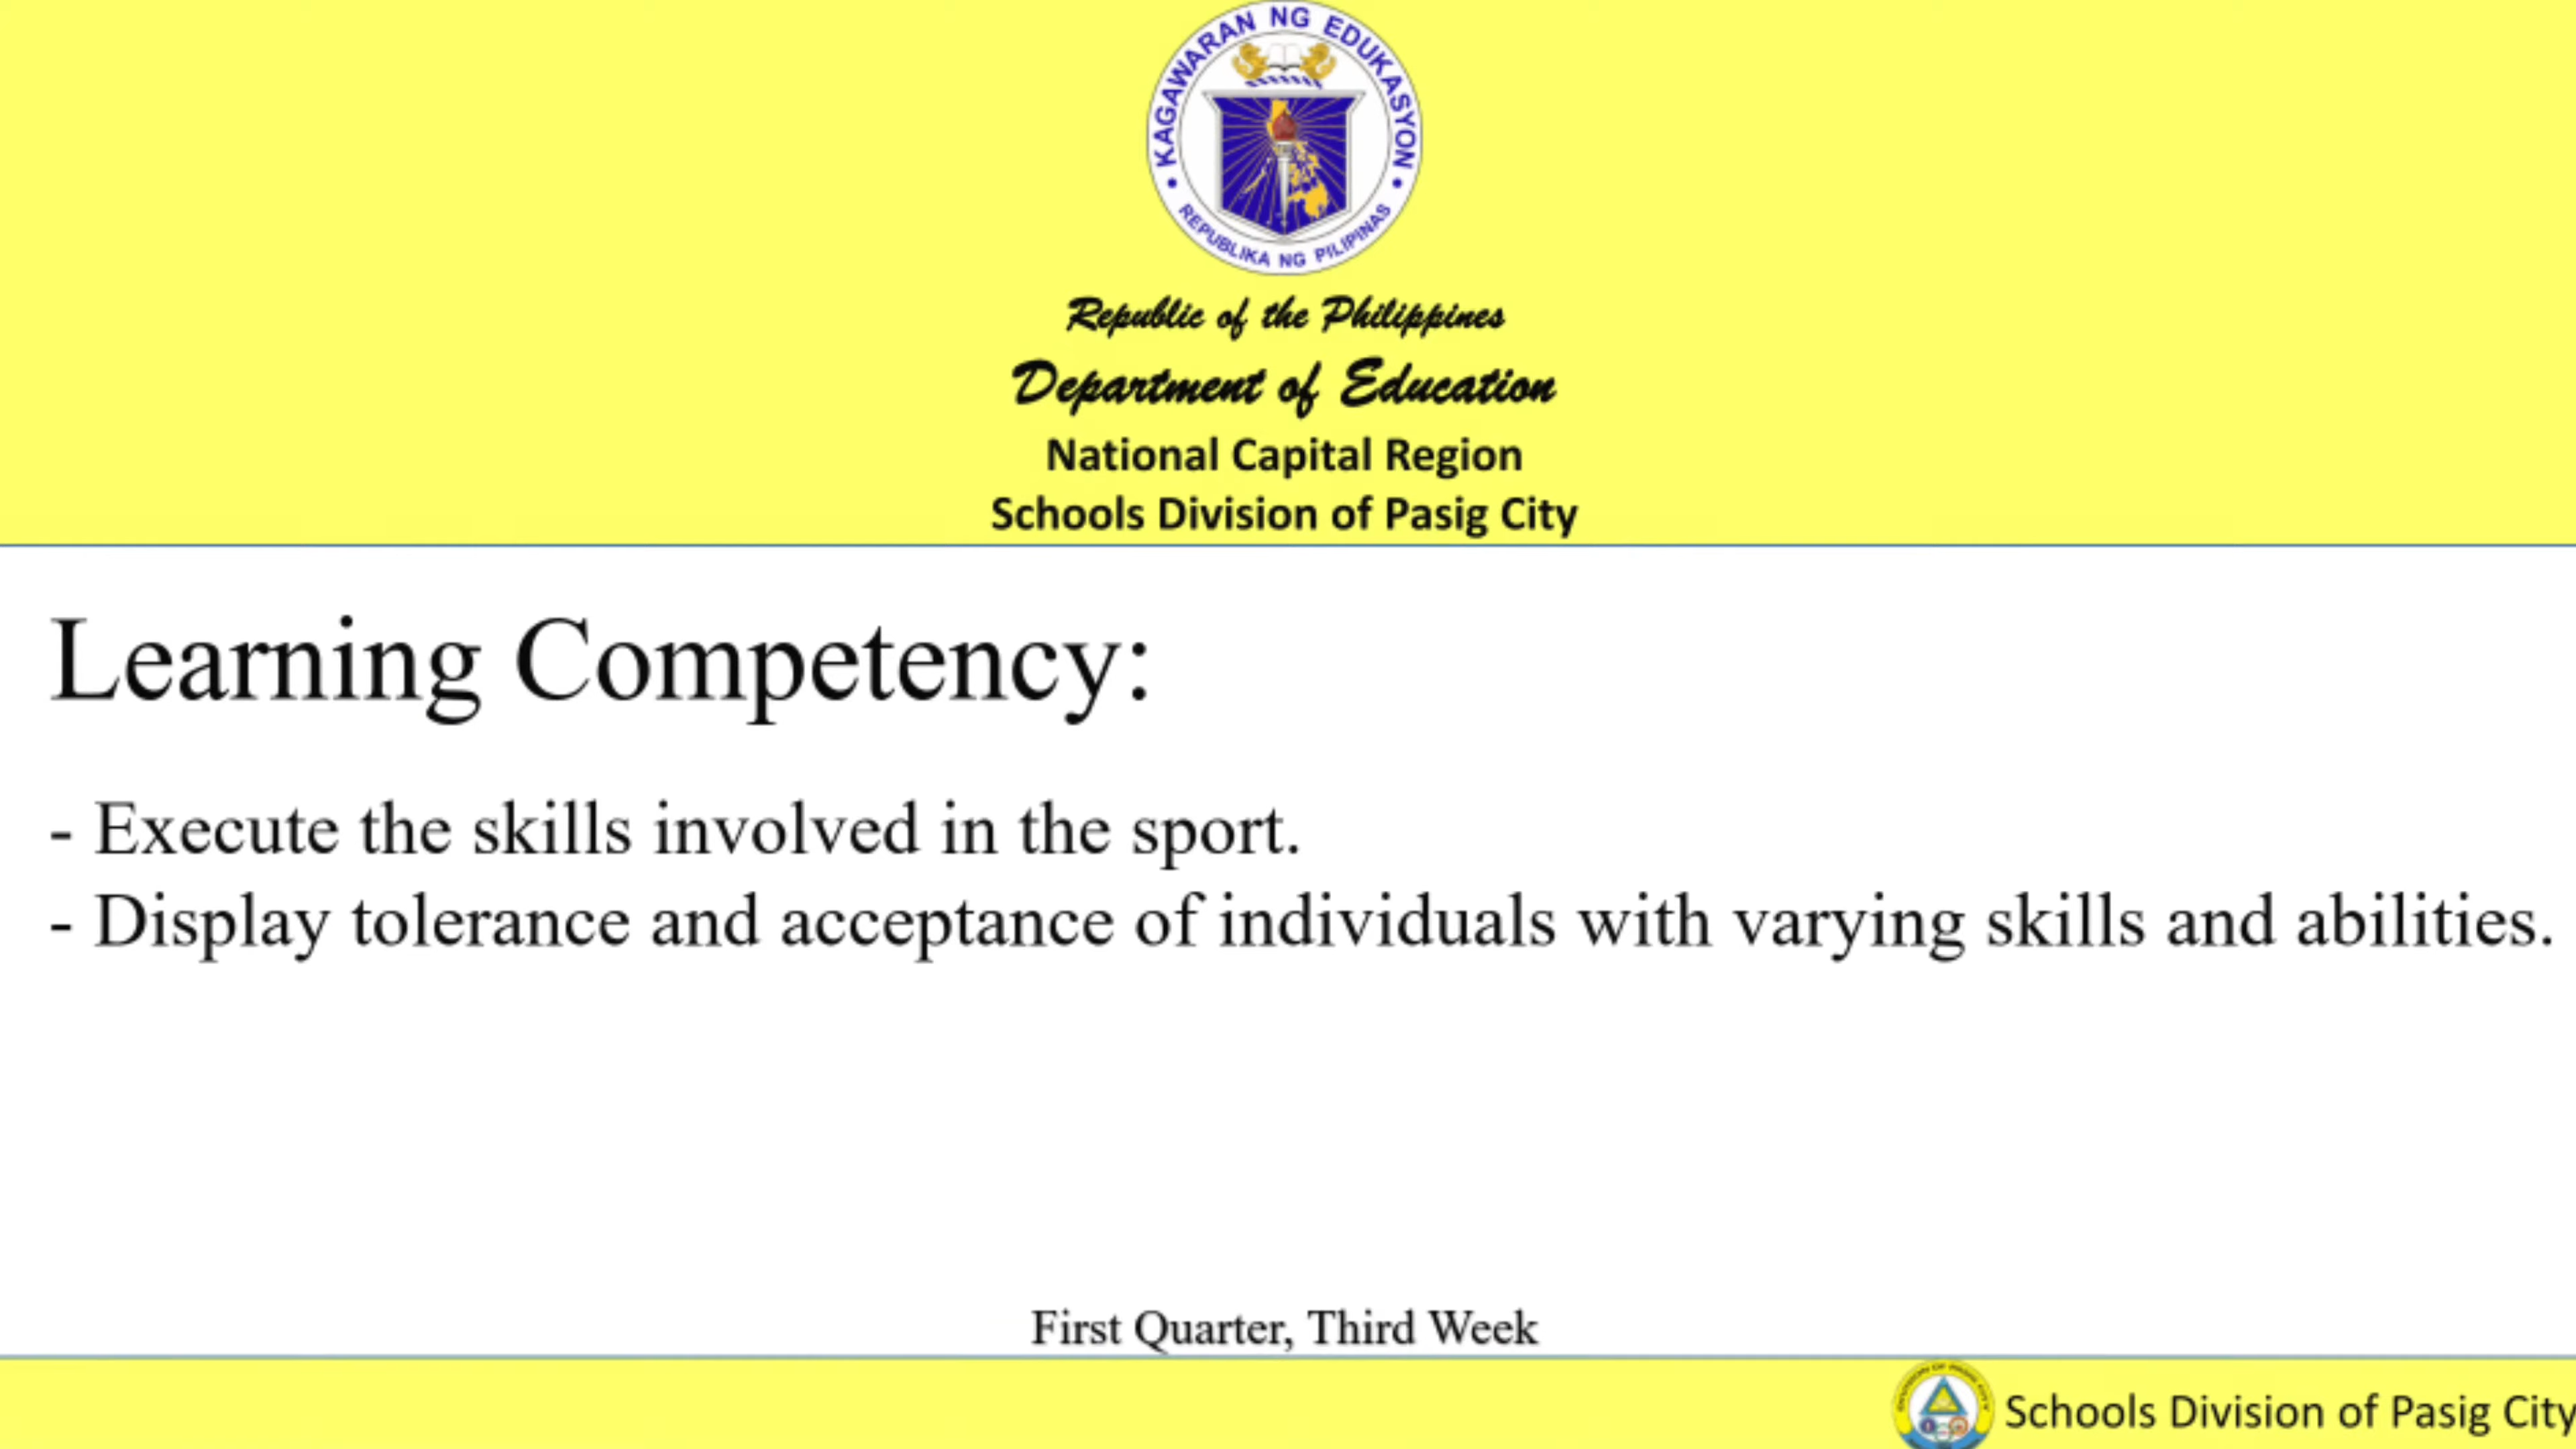 KAGAWARAN NG EDUKASYON
REPUBLIKA NG PILIPINAS
Republic of the Philippines
Department of Education
National Capital Region
Schools Division of Pasig City
Learning Competency:
- Execute the skills involved in the sport.
- Display tolerance and acceptance of individuals with varying skills and abilities.
First Quarter, Third Week
Schools Division of Pasig City